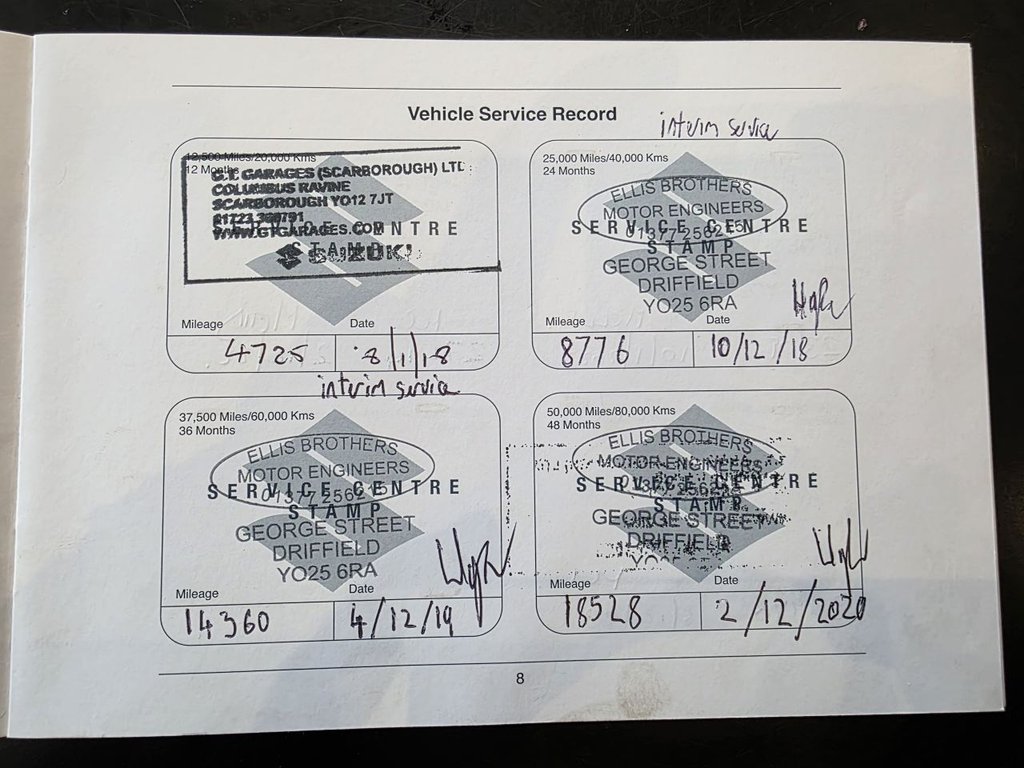 Vehicle Service Record
12,500 Miles/20,000 Kms
12 Months
G.T. GARAGES (SCARBOROUGH) LTD
COLUMBUS RAVINE
SCARBOROUGH YO12 7JT
01723
WWW.GTGARAGES.COM
SERVICE CENTRE
STAMP
SUZUKI
Mileage Date
4725 8/1/18
interim service
25,000 Miles/40,000 Kms
24 Months
ELLIS BROTHERS
MOTOR ENGINEERS
SERVICE CENTRE
STAMP
GEORGE STREET
DRIFFIELD
YO25 6RA
Mileage Date
8776 10/12/18
interim service
37,500 Miles/60,000 Kms
36 Months
ELLIS BROTHERS
MOTOR ENGINEERS
SERVICE CENTRE
STAMP
GEORGE STREET
DRIFFIELD
YO25 6RA
Mileage Date
14360 4/12/19
50,000 Miles/80,000 Kms
48 Months
ELLIS BROTHERS
MOTOR ENGINEERS
SERVICE CENTRE
STAMP
GEORGE STREET
DRIFFIELD
Mileage Date
18528 2/12/2020
8